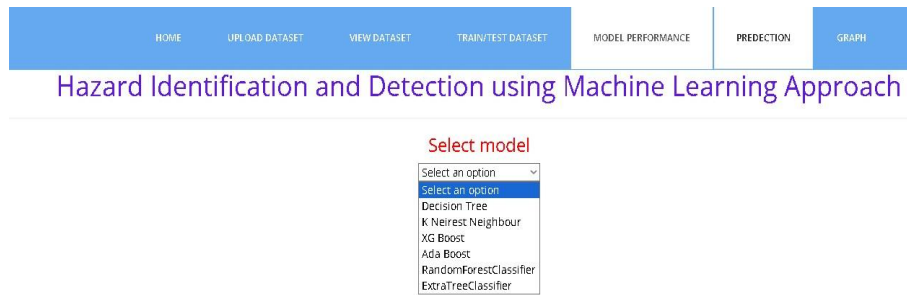 HOME UPLOAD DATASET VIEW DATASET TRAIN/TEST DATASET MODEL PERFORMANCE PREDECTION GRAPH
Hazard Identification and Detection using Machine Learning Approach
Select model
Select an option
Select an option
Decision Tree
K Neirest Neighbour
XG Boost
Ada Boost
RandomForestClassifier
ExtraTreeClassifier